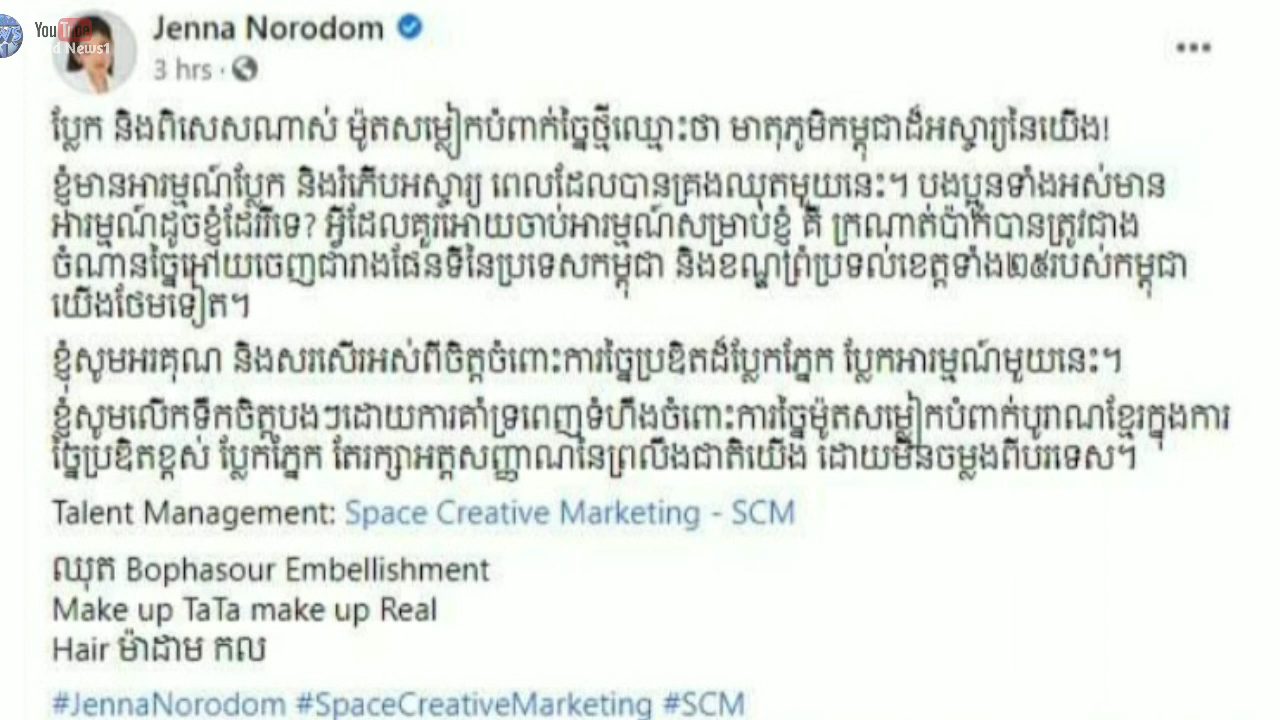 Jenna Norodom
YouTube
News1
3 hrs ·
ប្លែក និងពិសេសណាស់ ម៉ូតសម្លៀកបំពាក់ច្នៃថ្មីឈ្មោះថា មាតុភូមិកម្ពុជាដ៏អស្ចារ្យនៃយើង!
ខ្ញុំមានអារម្មណ៍ប្លែក និងរំភើបអស្ចារ្យ ពេលដែលបានគ្រងឈុតមួយនេះ។ បងប្អូនទាំងអស់មាន
អារម្មណ៍ដូចខ្ញុំដែររឺទេ? អ្វីដែលគួរអោយចាប់អារម្មណ៍សម្រាប់ខ្ញុំ គឺ ក្រណាត់ប៉ាក់បានត្រូវជាង
ចំណានច្នៃអោយចេញជារាងផែនទីនៃប្រទេសកម្ពុជា និងខណ្ឌព្រំប្រទល់ខេត្តទាំង២៥របស់កម្ពុជា
យើងថែមទៀត។
ខ្ញុំសូមអរគុណ និងសរសើរអស់ពីចិត្តចំពោះការច្នៃប្រឌិតដ៏ប្លែកភ្នែក ប្លែកអារម្មណ៍មួយនេះ។
ខ្ញុំសូមលើកទឹកចិត្តបងៗដោយការគាំទ្រពេញទំហឹងចំពោះការច្នៃម៉ូតសម្លៀកបំពាក់បូរាណខ្មែរក្នុងការ
ច្នៃប្រឌិតខ្ពស់ ប្លែកភ្នែក តែរក្សាអត្តសញ្ញាណនៃព្រលឹងជាតិយើង ដោយមិនចម្លងពីបរទេស។
Talent Management: Space Creative Marketing - SCM
ឈុត Bophasour Embellishment
Make up TaTa make up Real
Hair ម៉ាដាម កល
#JennaNorodom #SpaceCreativeMarketing #SCM